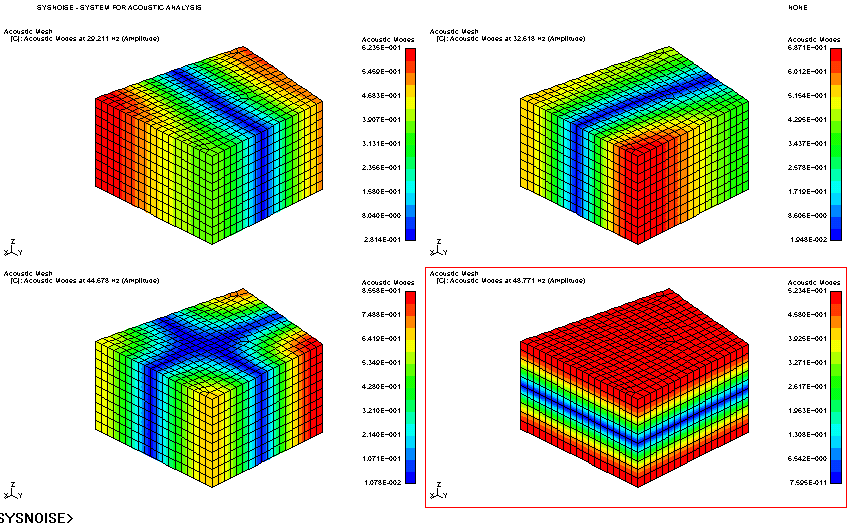 SYSNOISE - SYSTEM FOR ACOUSTIC ANALYSIS
NONE
Acoustic Mesh
[C]: Acoustic Modes at 29.211 Hz (Amplitude)
Acoustic Modes
6.235E+001
5.459E+001
4.683E+001
3.907E+001
3.131E+001
2.356E+001
1.580E+001
8.040E+000
2.814E-001
Z
X Y
Acoustic Mesh
[C]: Acoustic Modes at 32.618 Hz (Amplitude)
Acoustic Modes
6.871E+001
6.012E+001
5.154E+001
4.295E+001
3.437E+001
2.578E+001
1.719E+001
8.606E+000
1.948E-002
Z
X Y
Acoustic Mesh
[C]: Acoustic Modes at 44.678 Hz (Amplitude)
Acoustic Modes
8.558E+001
7.488E+001
6.419E+001
5.349E+001
4.280E+001
3.210E+001
2.140E+001
1.071E+001
1.078E-002
Z
X Y
Acoustic Mesh
[C]: Acoustic Modes at 48.771 Hz (Amplitude)
Acoustic Modes
5.234E+001
4.580E+001
3.925E+001
3.271E+001
2.617E+001
1.963E+001
1.308E+001
6.542E+000
7.595E-011
Z
X Y
SYSNOISE>